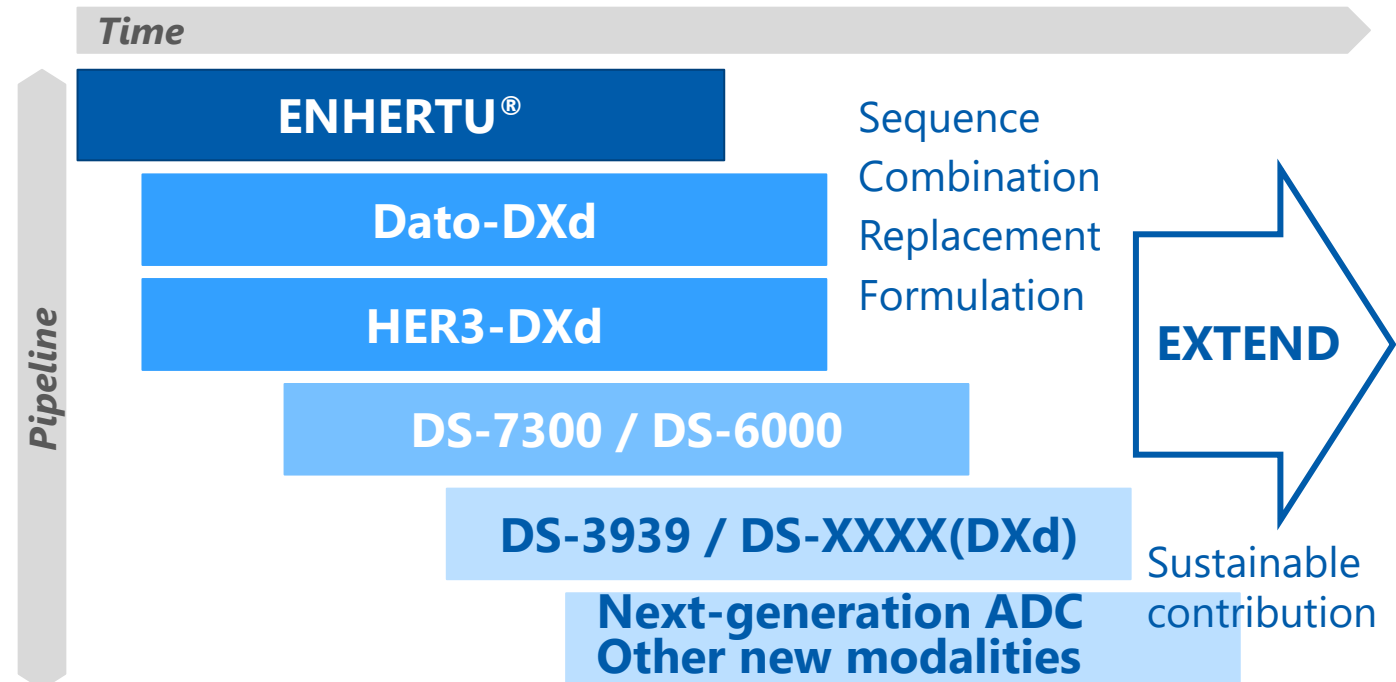 Time
Pipeline
ENHERTU®
Dato-DXd
HER3-DXd
DS-7300 / DS-6000
DS-3939 / DS-XXXX(DXd)
Next-generation ADC
Other new modalities
Sequence
Combination
Replacement
Formulation
EXTEND
Sustainable
contribution